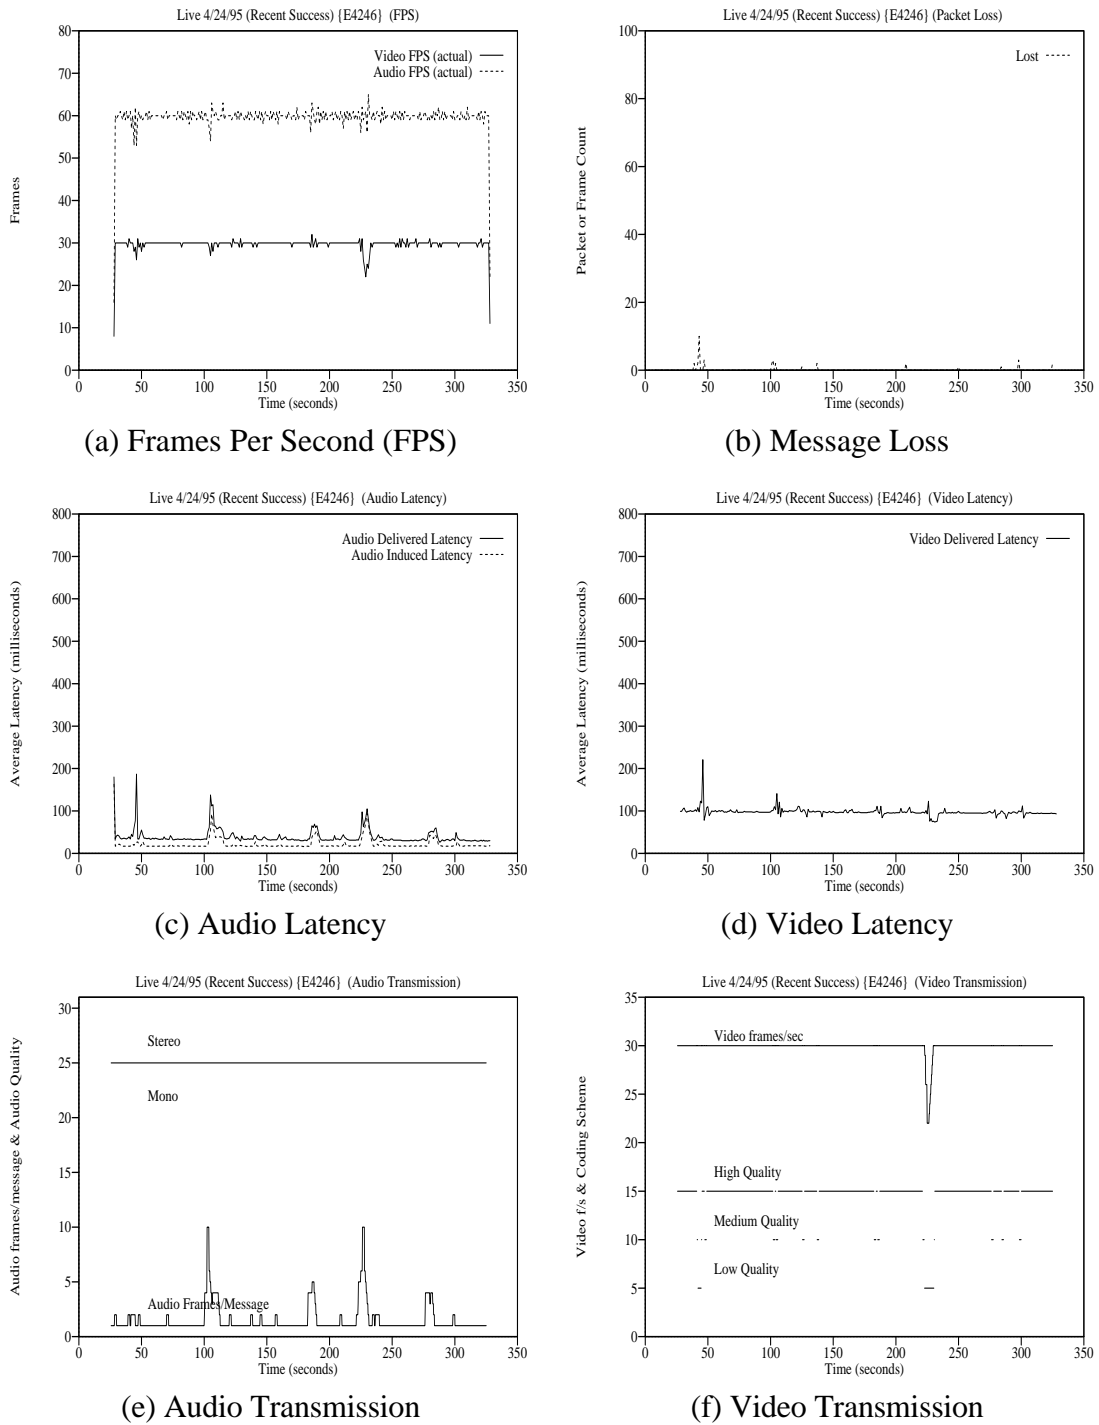 Live 4/24/95 (Recent Success) {E4246} (FPS)
80
70
60
50
40
30
20
10
0
Frames
Video FPS (actual)
Audio FPS (actual)
0 50 100 150 200 250 300 350
Time (seconds)
(a) Frames Per Second (FPS)
Live 4/24/95 (Recent Success) {E4246} (Packet Loss)
100
80
60
40
20
0
Packet or Frame Count
Lost
0 50 100 150 200 250 300 350
Time (seconds)
(b) Message Loss
Live 4/24/95 (Recent Success) {E4246} (Audio Latency)
800
700
600
500
400
300
200
100
0
Average Latency (milliseconds)
Audio Delivered Latency
Audio Induced Latency
0 50 100 150 200 250 300 350
Time (seconds)
(c) Audio Latency
Live 4/24/95 (Recent Success) {E4246} (Video Latency)
800
700
600
500
400
300
200
100
0
Average Latency (milliseconds)
Video Delivered Latency
0 50 100 150 200 250 300 350
Time (seconds)
(d) Video Latency
Live 4/24/95 (Recent Success) {E4246} (Audio Transmission)
30
25
20
15
10
5
0
Audio frames/message & Audio Quality
Stereo
Mono
Audio Frames/Message
0 50 100 150 200 250 300 350
Time (seconds)
(e) Audio Transmission
Live 4/24/95 (Recent Success) {E4246} (Video Transmission)
35
30
25
20
15
10
5
0
Video f/s & Coding Scheme
Video frames/sec
High Quality
Medium Quality
Low Quality
0 50 100 150 200 250 300 350
Time (seconds)
(f) Video Transmission